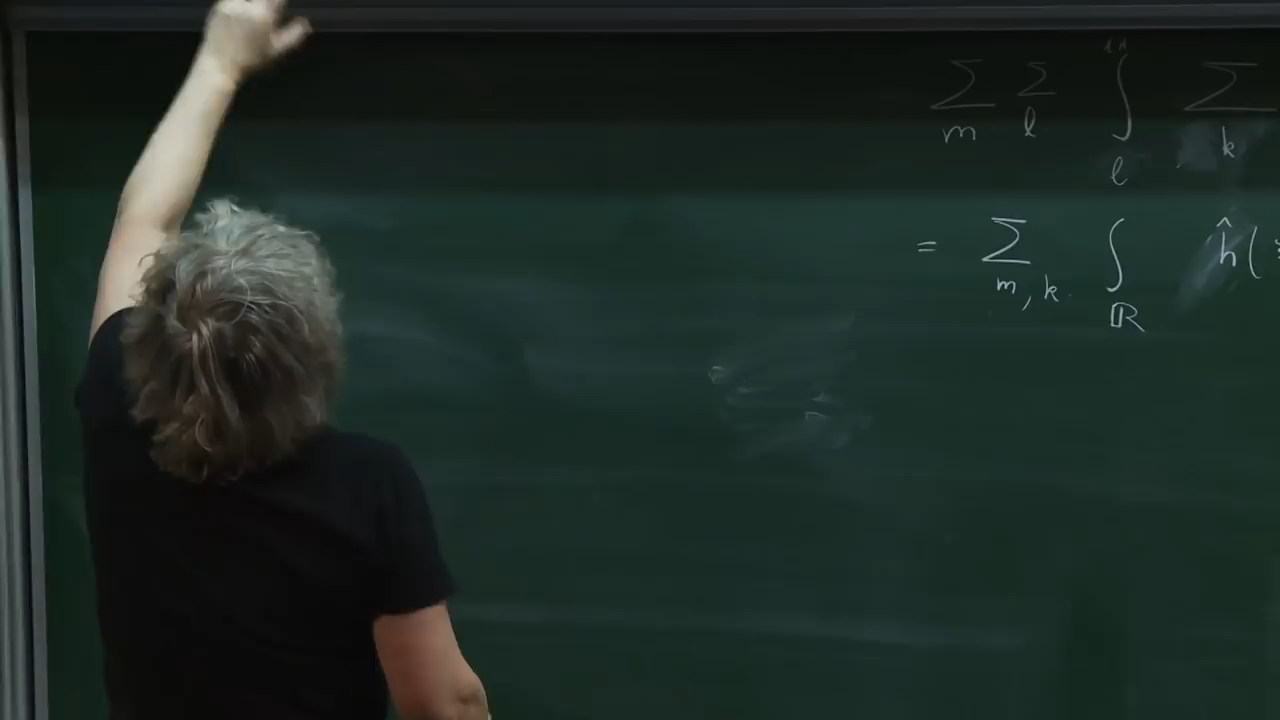 ∑ ∑ ∫ ∑
m l l k
= ∑ ∫ ĥ(
m, k ℝ